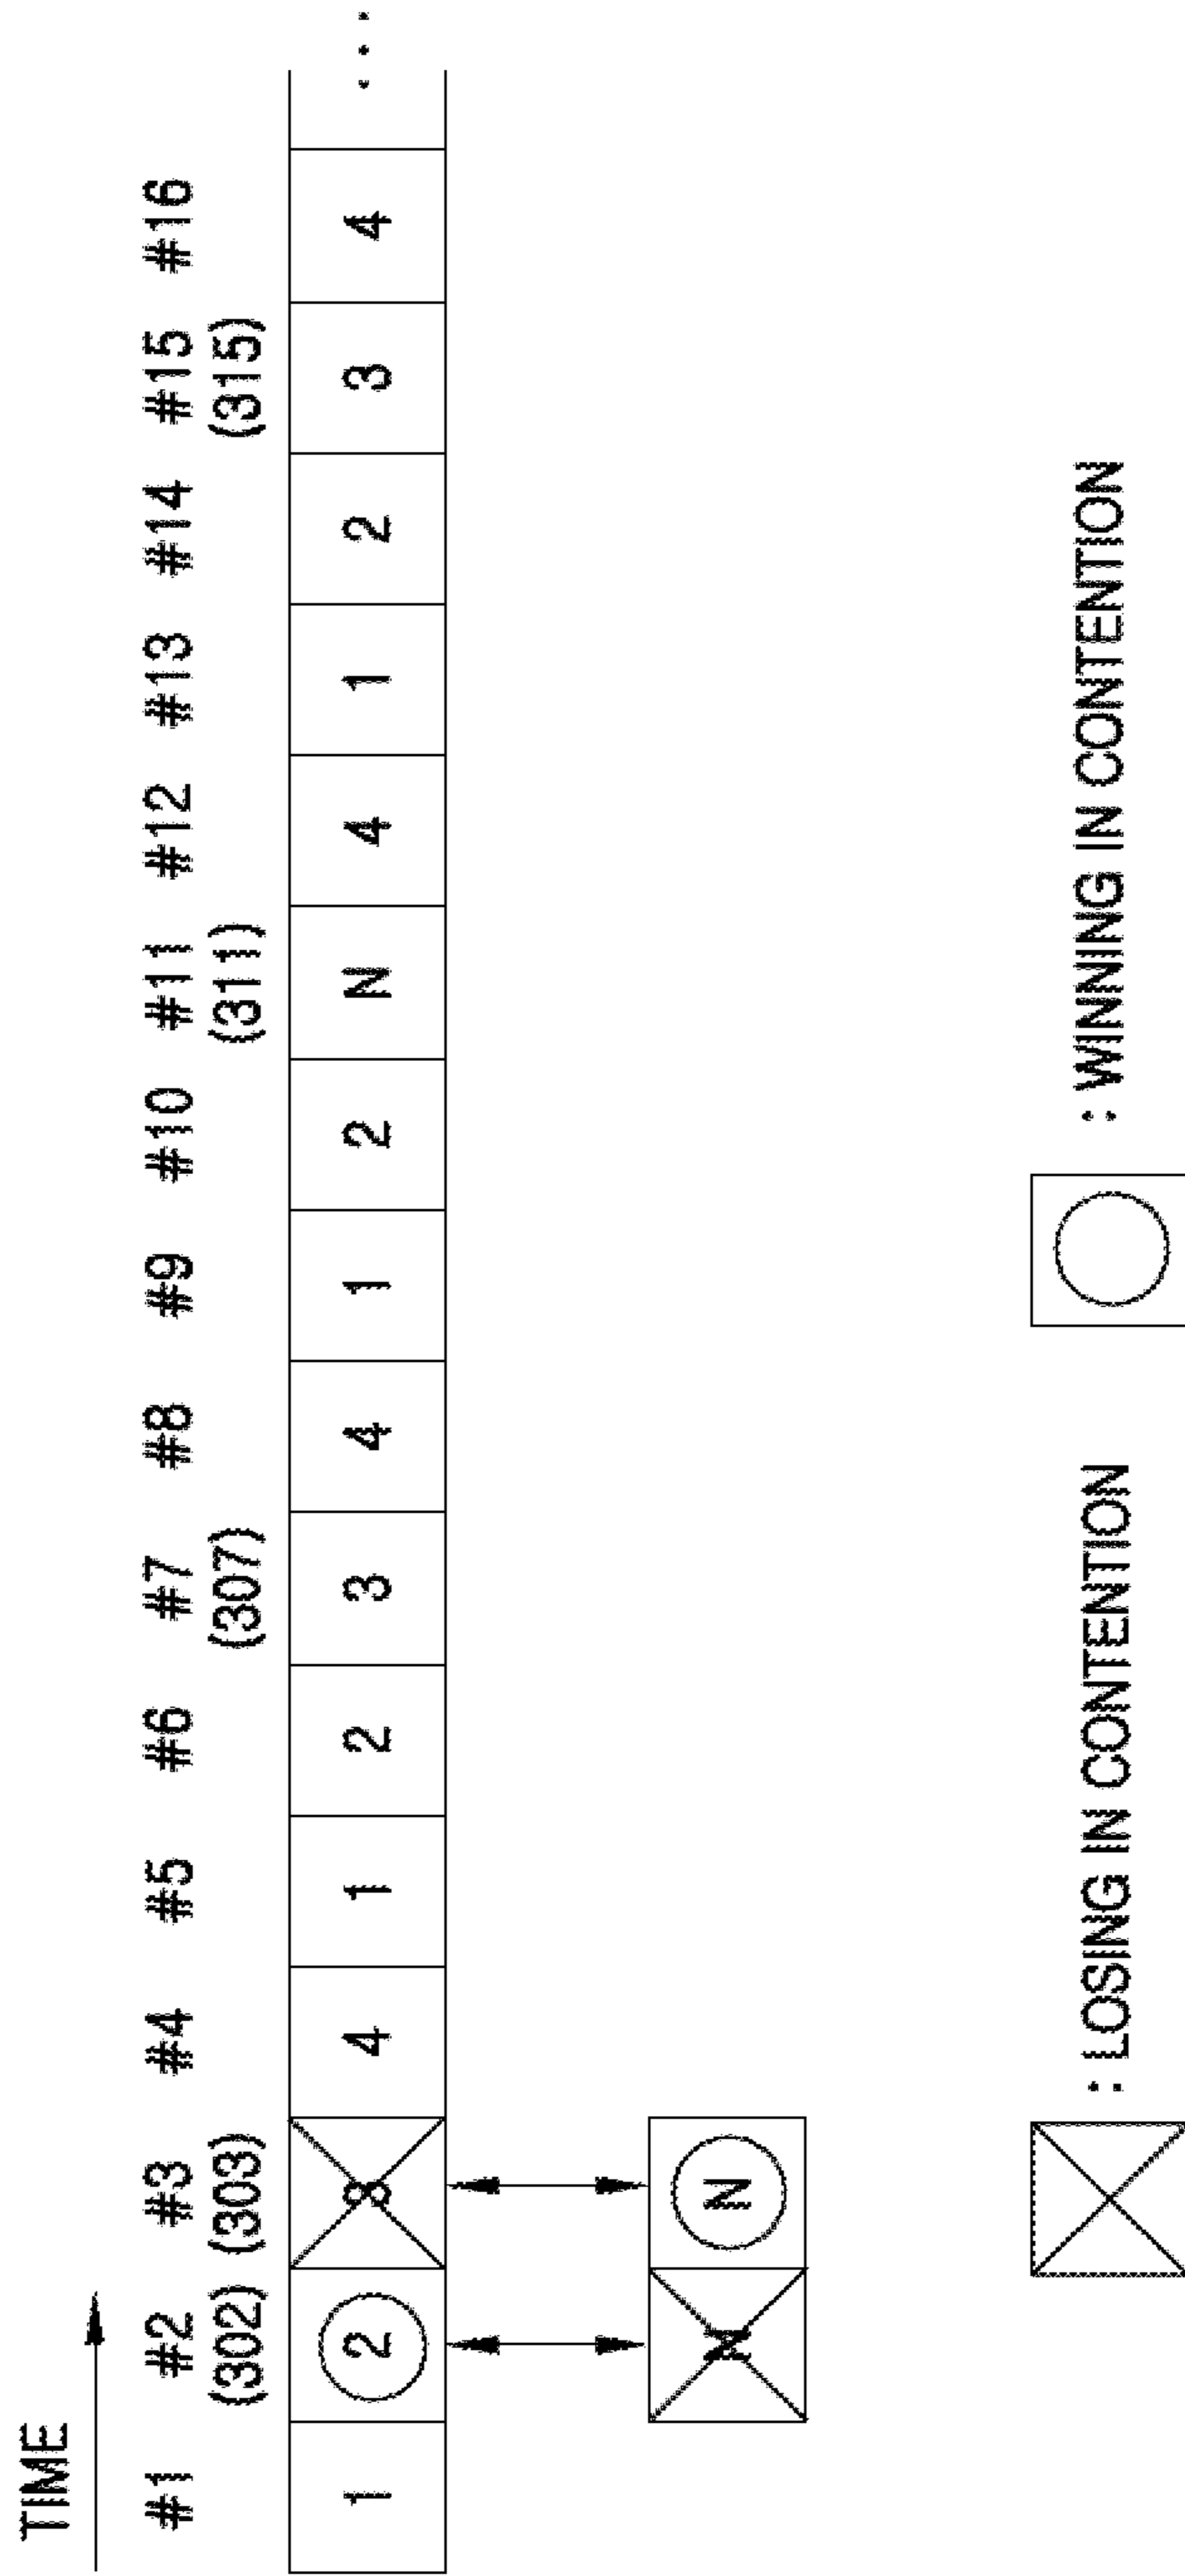 TIME
#1 #2 #3 #4 #5 #6 #7 #8 #9 #10 #11 #12 #13 #14 #15 #16
(302) (303) (307) (311) (315)
1 2 8 4 1 2 3 4 1 2 N 4 1 2 3 4 ...
N N
: LOSING IN CONTENTION : WINNING IN CONTENTION